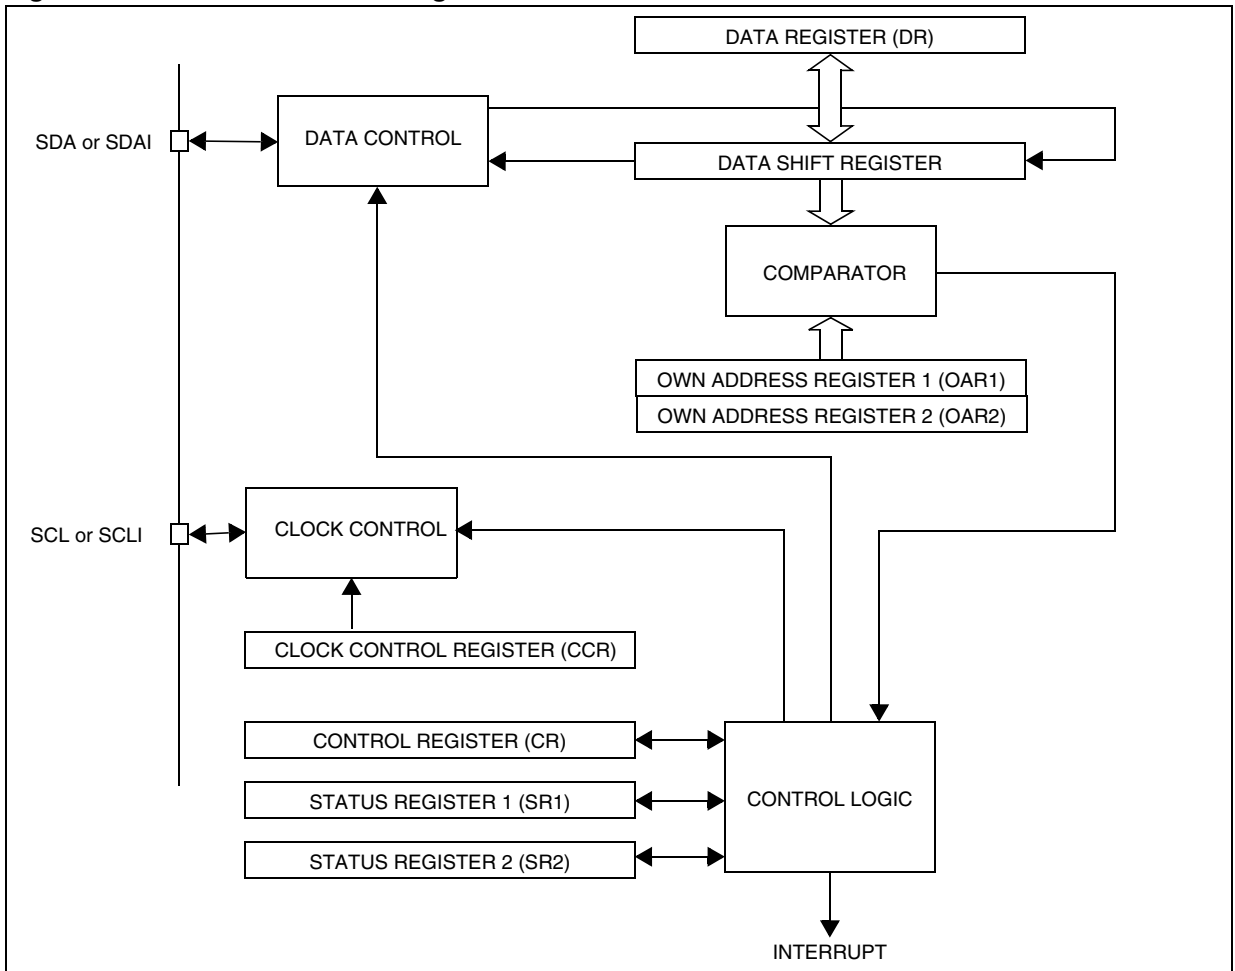 DATA REGISTER (DR)
SDA or SDAI
DATA CONTROL
DATA SHIFT REGISTER
COMPARATOR
OWN ADDRESS REGISTER 1 (OAR1)
OWN ADDRESS REGISTER 2 (OAR2)
SCL or SCLI
CLOCK CONTROL
CLOCK CONTROL REGISTER (CCR)
CONTROL REGISTER (CR)
STATUS REGISTER 1 (SR1)
CONTROL LOGIC
STATUS REGISTER 2 (SR2)
INTERRUPT